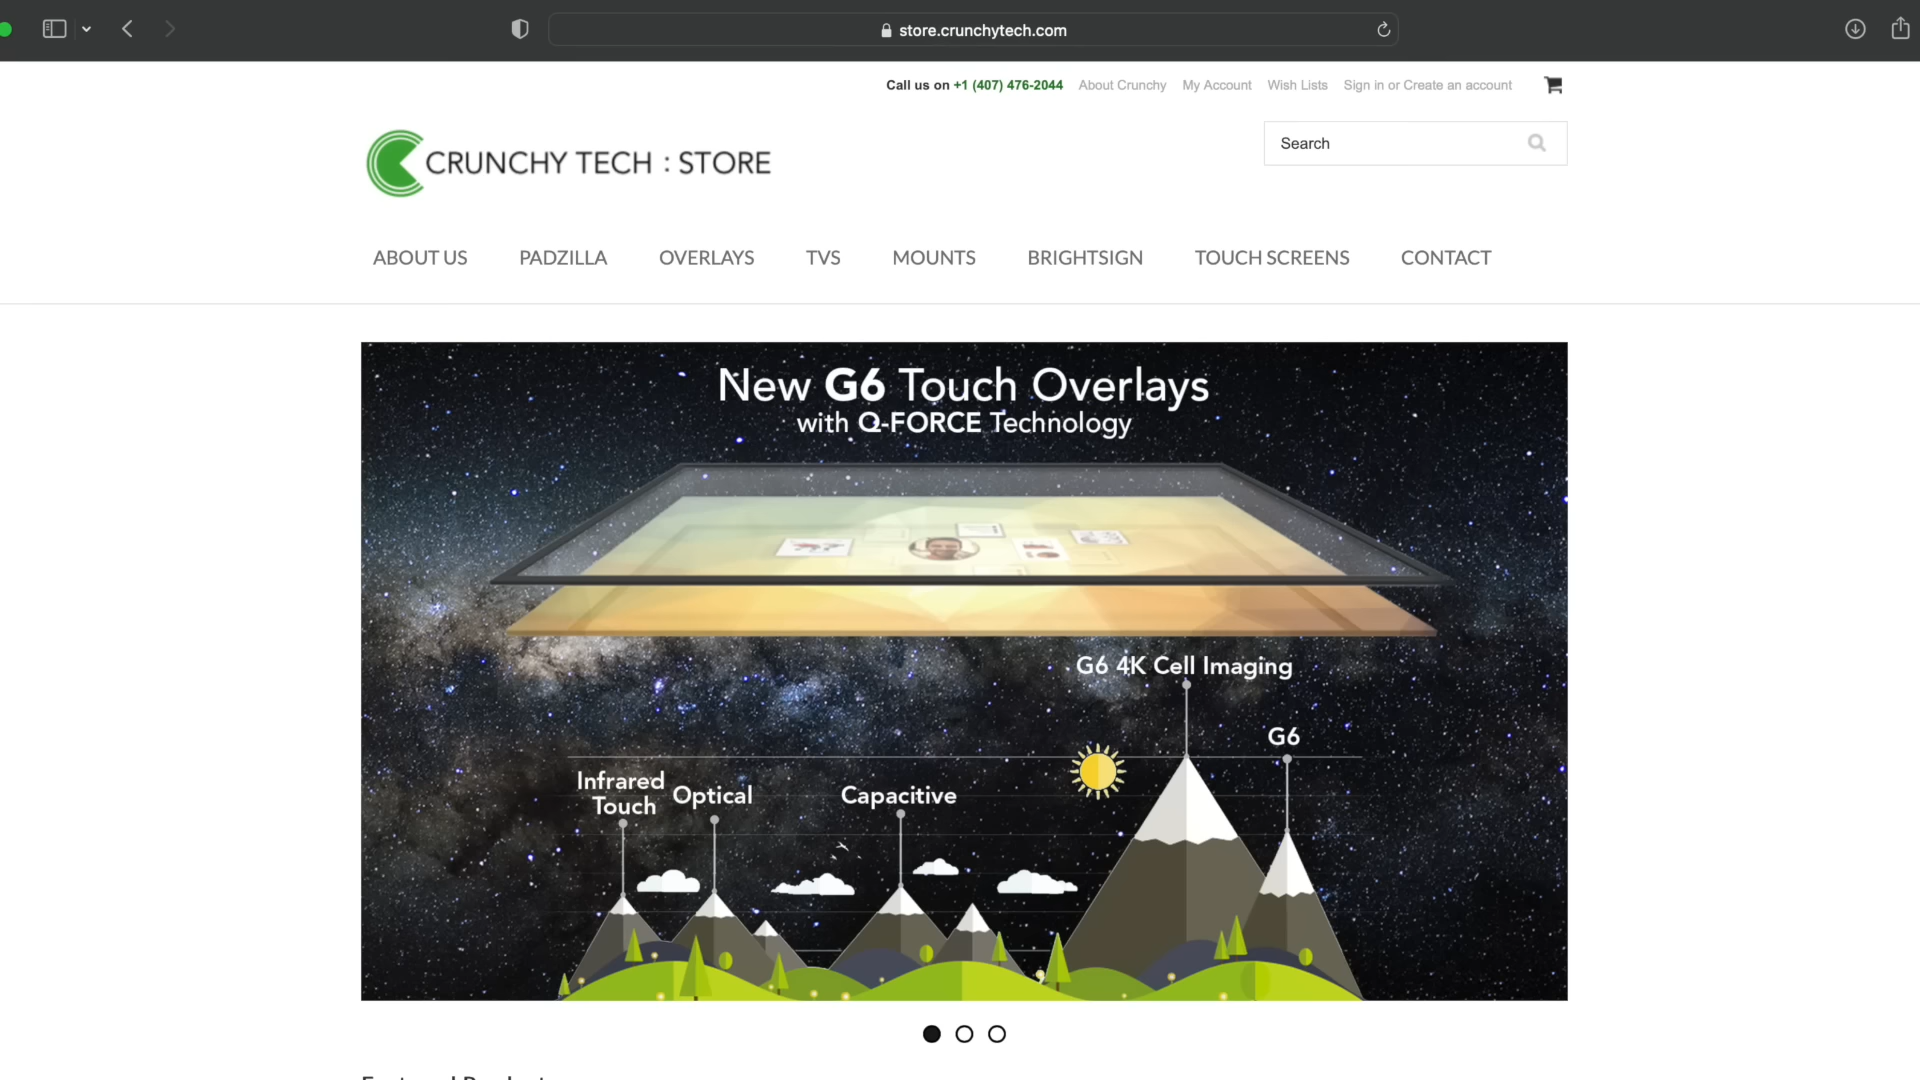 store.crunchytech.com
Call us on +1 (407) 476-2044 About Crunchy My Account Wish Lists Sign in or Create an account
CRUNCHY TECH : STORE
Search
ABOUT US PADZILLA OVERLAYS TVS MOUNTS BRIGHTSIGN TOUCH SCREENS CONTACT
New G6 Touch Overlays
with Q-FORCE Technology
G6 4K Cell Imaging
G6
Infrared
Touch
Optical
Capacitive